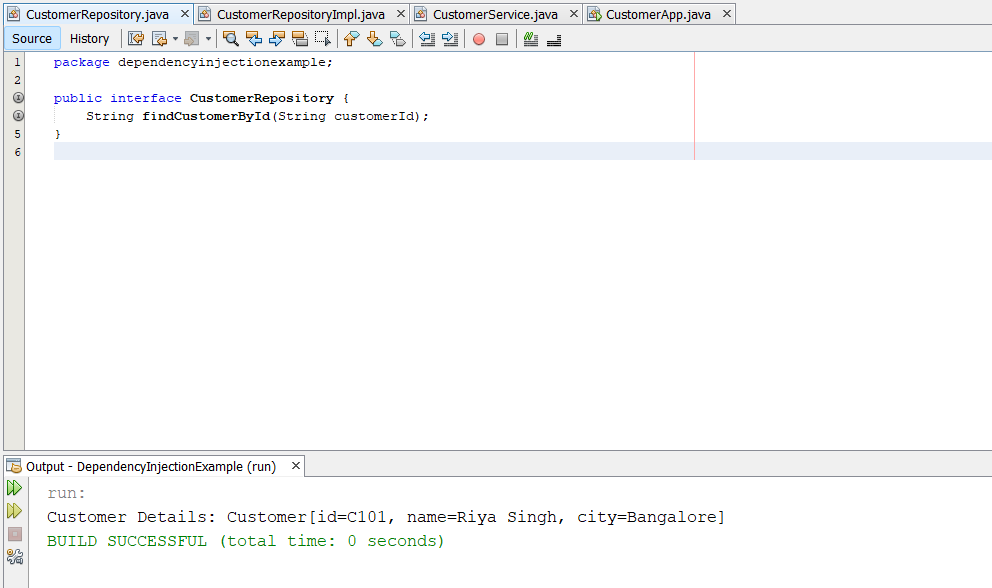 CustomerRepository.java × CustomerRepositoryImpl.java × CustomerService.java × CustomerApp.java ×
Source History
1 package dependencyinjectionexample;
2
public interface CustomerRepository {
String findCustomerById(String customerId);
5 }
6
Output - DependencyInjectionExample (run) ×
run:
Customer Details: Customer[id=C101, name=Riya Singh, city=Bangalore]
BUILD SUCCESSFUL (total time: 0 seconds)